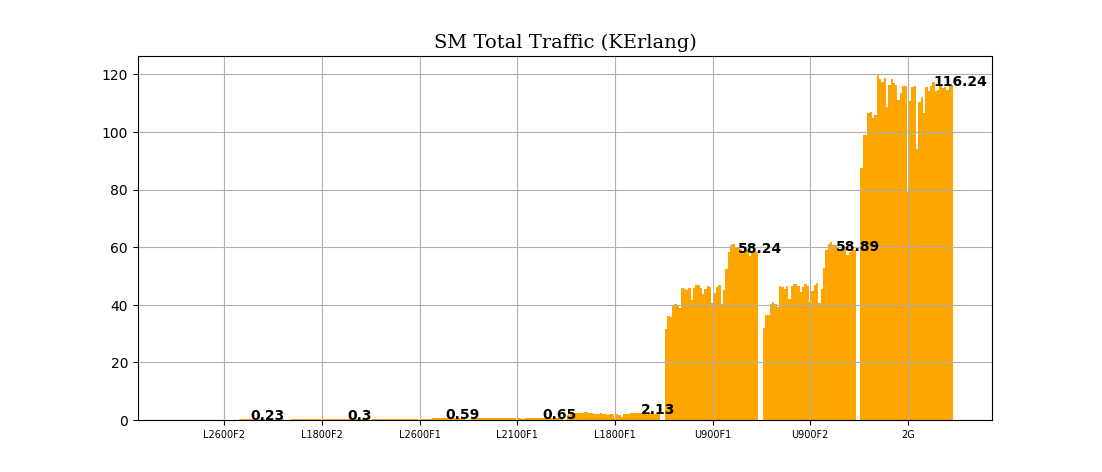 SM Total Traffic (KErlang)
120
100
80
60
40
20
0
0.23
0.3
0.59
0.65
2.13
58.24
58.89
116.24
L2600F2
L1800F2
L2600F1
L2100F1
L1800F1
U900F1
U900F2
2G